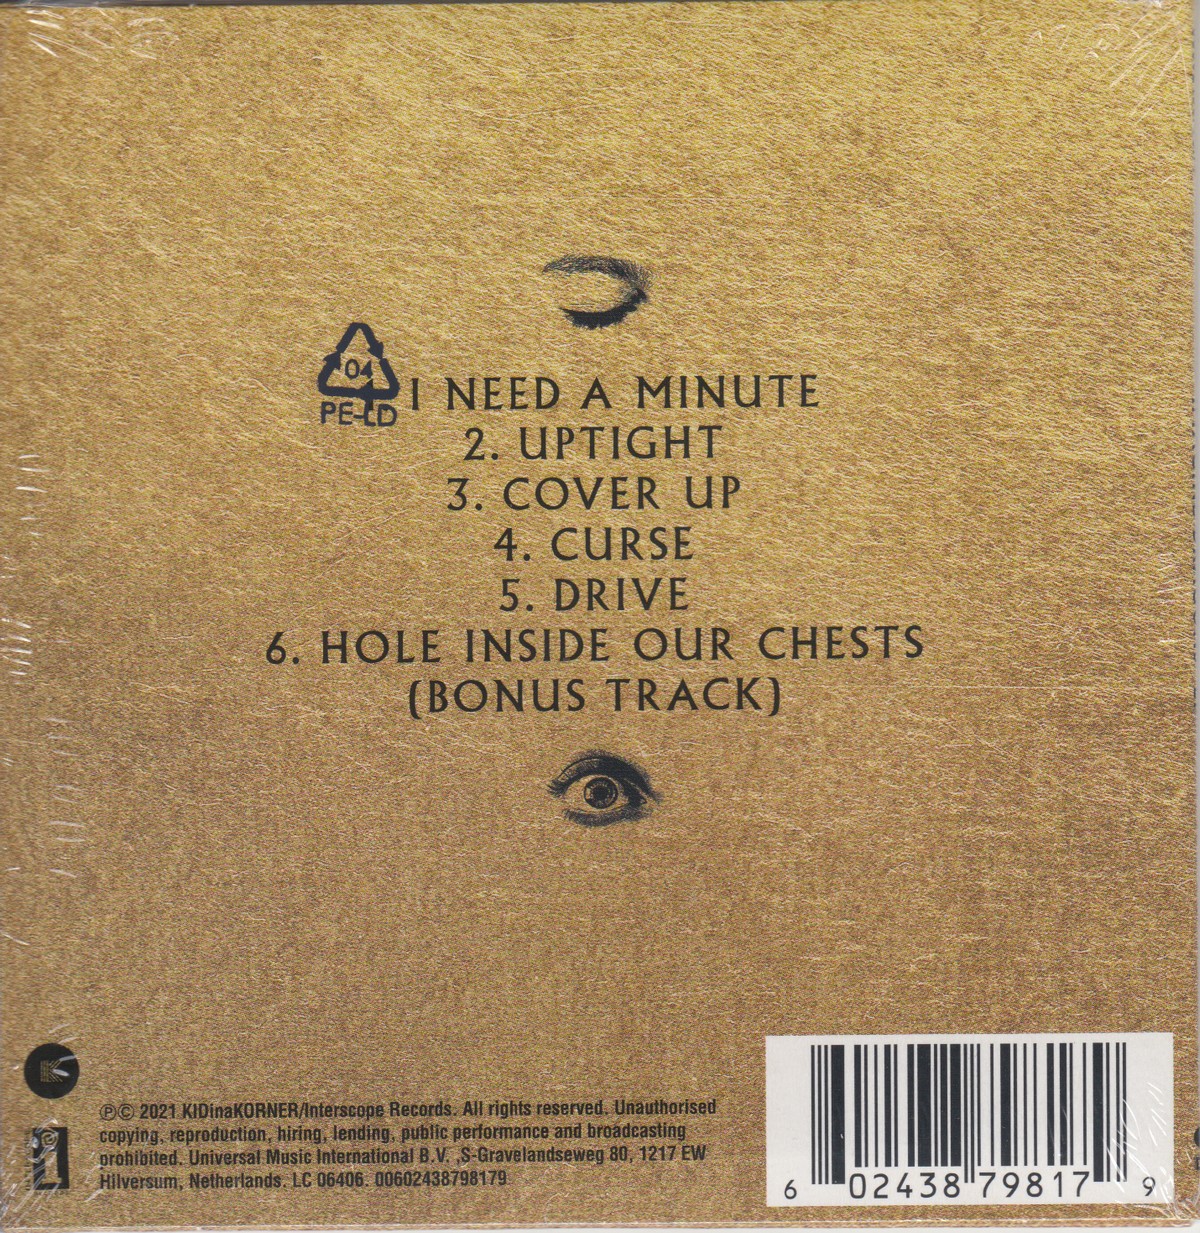 04
PE-LD
1. I NEED A MINUTE
2. UPTIGHT
3. COVER UP
4. CURSE
5. DRIVE
6. HOLE INSIDE OUR CHESTS
(BONUS TRACK)
K
℗© 2021 KIDinaKORNER/Interscope Records. All rights reserved. Unauthorised
copying, reproduction, hiring, lending, public performance and broadcasting
prohibited. Universal Music International B.V. ,S-Gravelandseweg 80, 1217 EW
Hilversum, Netherlands. LC 06406. 00602438798179
6 02438 79817 9